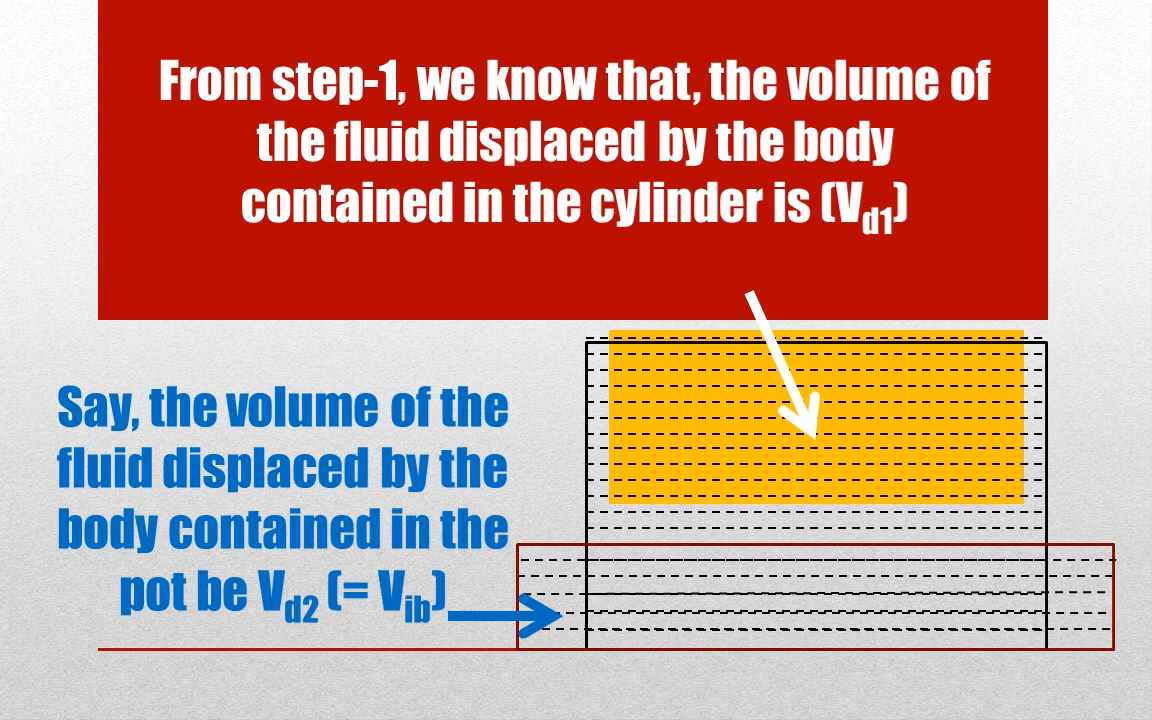 From step-1, we know that, the volume of
the fluid displaced by the body
contained in the cylinder is (Vd1)
Say, the volume of the
fluid displaced by the
body contained in the
pot be Vd2 (= Vib)